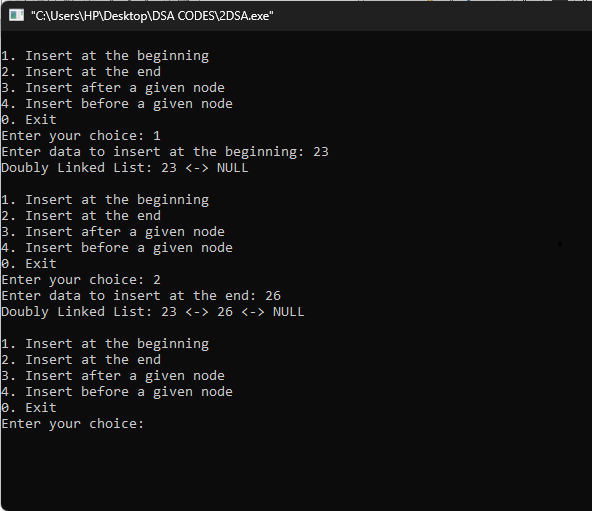 "C:\Users\HP\Desktop\DSA CODES\2DSA.exe"
1. Insert at the beginning
2. Insert at the end
3. Insert after a given node
4. Insert before a given node
0. Exit
Enter your choice: 1
Enter data to insert at the beginning: 23
Doubly Linked List: 23 <-> NULL
1. Insert at the beginning
2. Insert at the end
3. Insert after a given node
4. Insert before a given node
0. Exit
Enter your choice: 2
Enter data to insert at the end: 26
Doubly Linked List: 23 <-> 26 <-> NULL
1. Insert at the beginning
2. Insert at the end
3. Insert after a given node
4. Insert before a given node
0. Exit
Enter your choice: